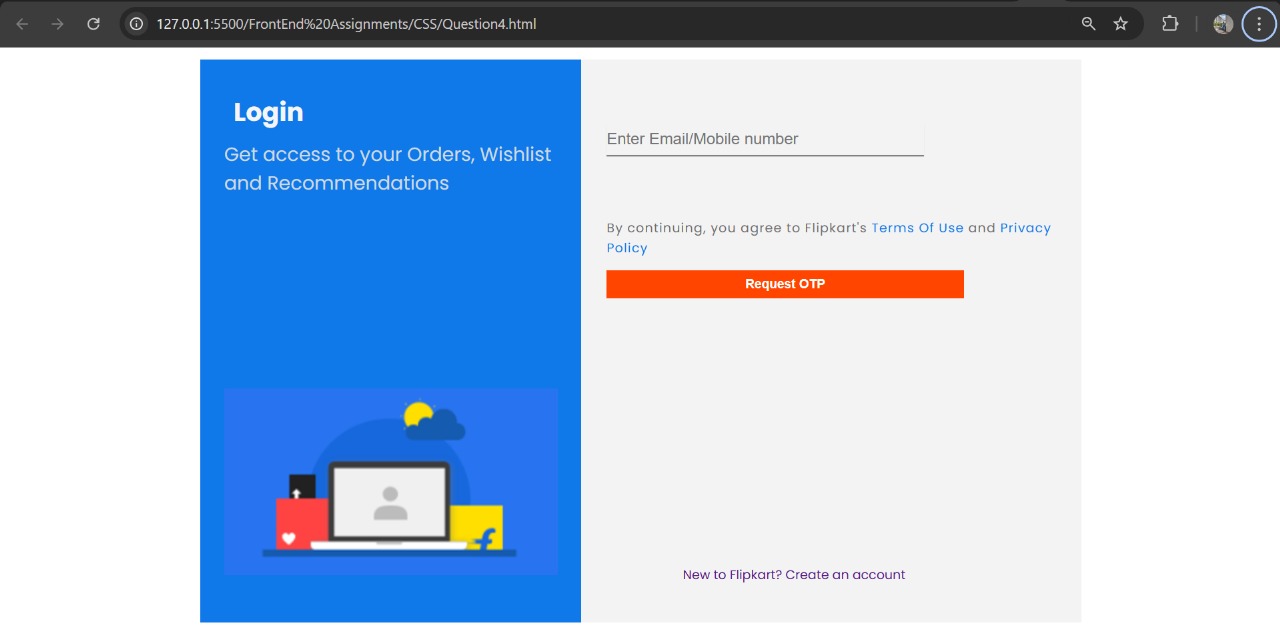 127.0.0.1:5500/FrontEnd%20Assignments/CSS/Question4.html
Login
Get access to your Orders, Wishlist
and Recommendations
Enter Email/Mobile number
By continuing, you agree to Flipkart's Terms Of Use and Privacy
Policy
Request OTP
New to Flipkart? Create an account